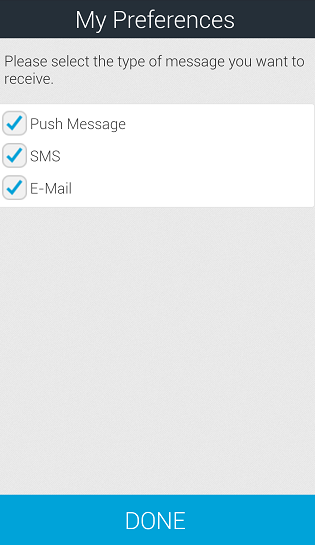 My Preferences
Please select the type of message you want to
receive.
Push Message
SMS
E-Mail
DONE